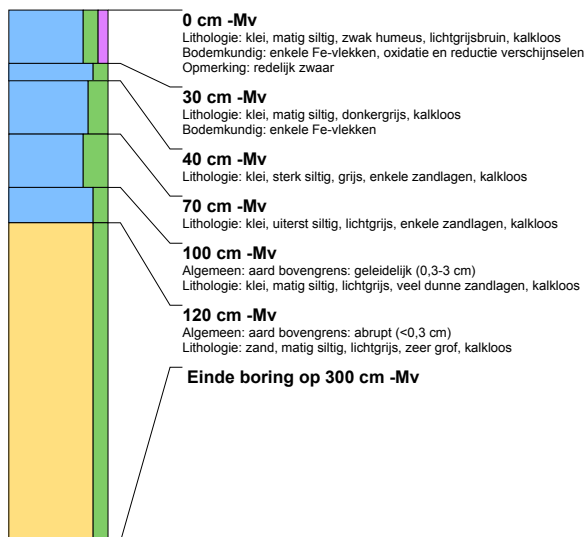 0 cm -Mv
Lithologie: klei, matig siltig, zwak humeus, lichtgrijsbruin, kalkloos
Bodemkundig: enkele Fe-vlekken, oxidatie en reductie verschijnselen
Opmerking: redelijk zwaar
30 cm -Mv
Lithologie: klei, matig siltig, donkergrijs, kalkloos
Bodemkundig: enkele Fe-vlekken
40 cm -Mv
Lithologie: klei, sterk siltig, grijs, enkele zandlagen, kalkloos
70 cm -Mv
Lithologie: klei, uiterst siltig, lichtgrijs, enkele zandlagen, kalkloos
100 cm -Mv
Algemeen: aard bovengrens: geleidelijk (0,3-3 cm)
Lithologie: klei, matig siltig, lichtgrijs, veel dunne zandlagen, kalkloos
120 cm -Mv
Algemeen: aard bovengrens: abrupt (<0,3 cm)
Lithologie: zand, matig siltig, lichtgrijs, zeer grof, kalkloos
Einde boring op 300 cm -Mv